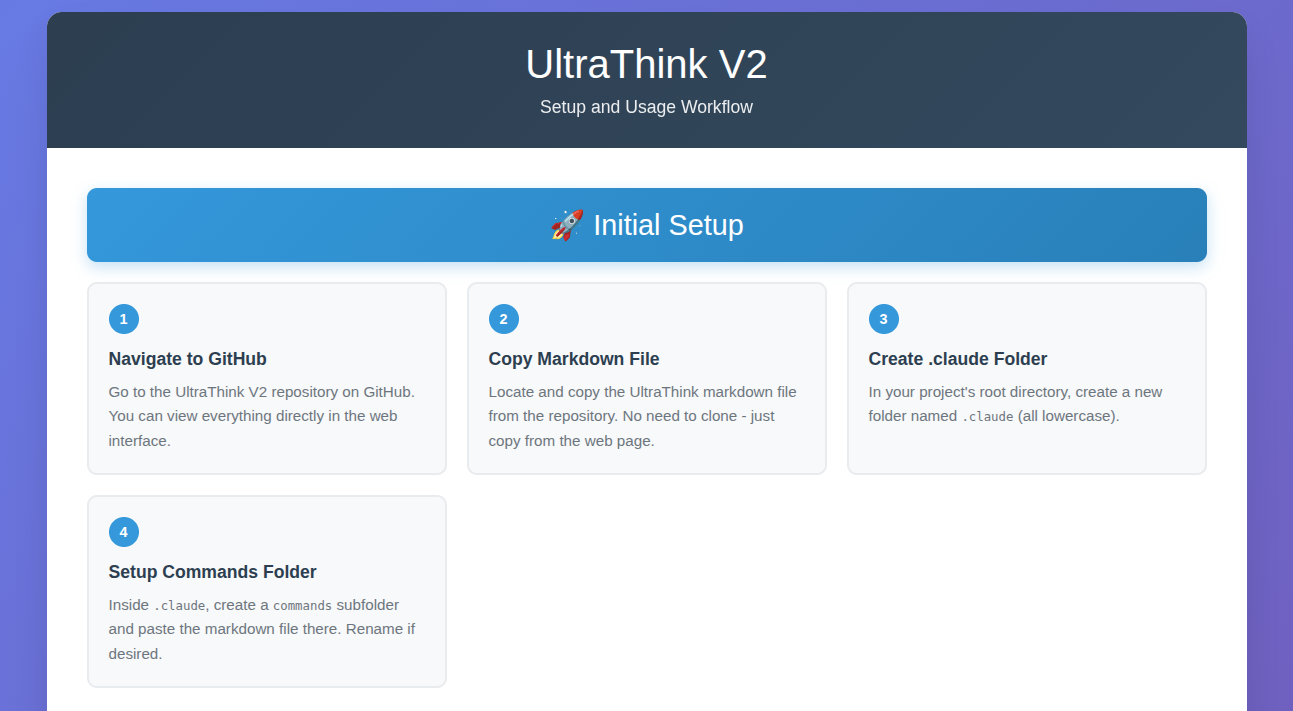 UltraThink V2
Setup and Usage Workflow
🚀 Initial Setup
1
Navigate to GitHub
Go to the UltraThink V2 repository on GitHub.
You can view everything directly in the web
interface.
2
Copy Markdown File
Locate and copy the UltraThink markdown file
from the repository. No need to clone - just
copy from the web page.
3
Create .claude Folder
In your project's root directory, create a new
folder named .claude (all lowercase).
4
Setup Commands Folder
Inside .claude, create a commands subfolder
and paste the markdown file there. Rename if
desired.